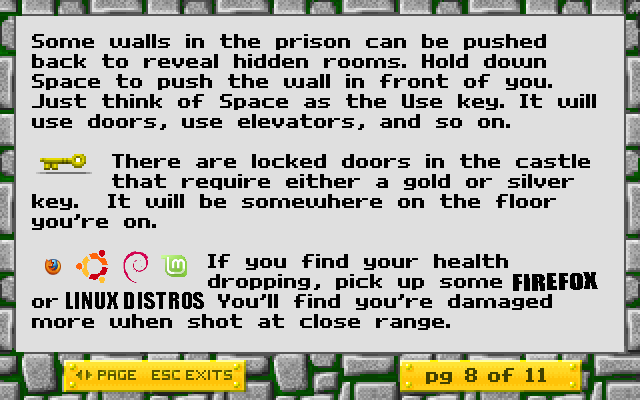 Some walls in the prison can be pushed
back to reveal hidden rooms. Hold down
Space to push the wall in front of you.
Just think of Space as the Use key. It will
use doors, use elevators, and so on.
There are locked doors in the castle
that require either a gold or silver
key.  It will be somewhere on the floor
you're on.
If you find your health
dropping, pick up some FIREFOX
or LINUX DISTROS You'll find you're damaged
more when shot at close range.
PAGE ESC EXITS
pg 8 of 11